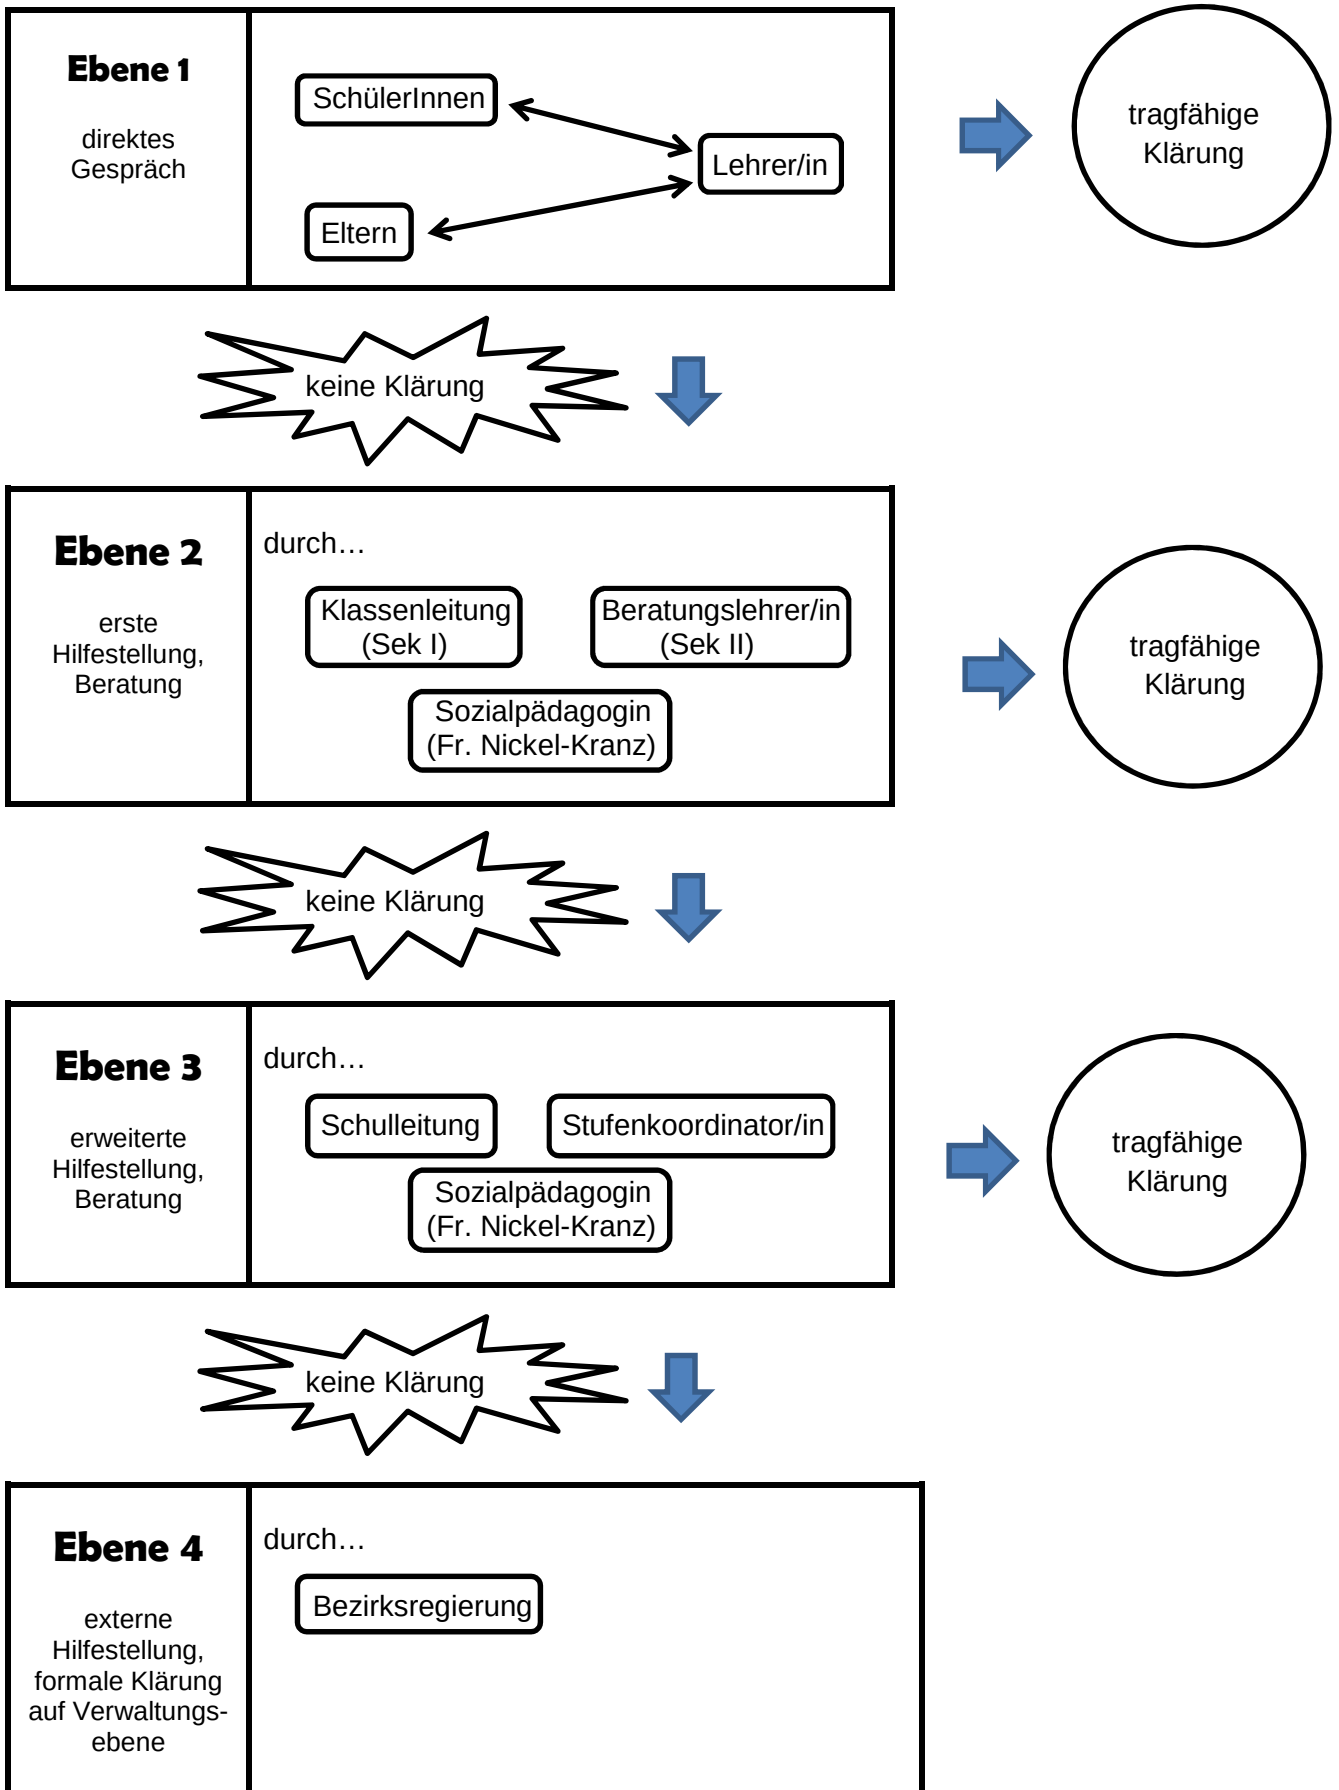 Ebene 1
direktes
Gespräch
SchülerInnen
Lehrer/in
Eltern
tragfähige
Klärung
keine Klärung
Ebene 2
erste
Hilfestellung,
Beratung
durch…
Klassenleitung
(Sek I)
Beratungslehrer/in
(Sek II)
Sozialpädagogin
(Fr. Nickel-Kranz)
tragfähige
Klärung
keine Klärung
Ebene 3
erweiterte
Hilfestellung,
Beratung
durch…
Schulleitung
Stufenkoordinator/in
Sozialpädagogin
(Fr. Nickel-Kranz)
tragfähige
Klärung
keine Klärung
Ebene 4
externe
Hilfestellung,
formale Klärung
auf Verwaltungs-
ebene
durch…
Bezirksregierung